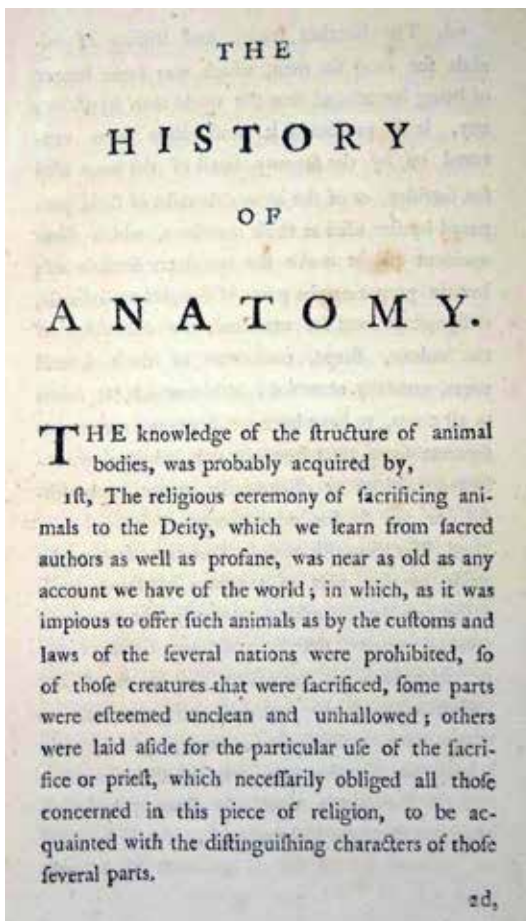 THE
HISTORY
OF
ANATOMY.
THE knowledge of the ſtructure of animal
bodies, was probably acquired by,
1ſt, The religious ceremony of ſacrificing ani-
mals to the Deity, which we learn from ſacred
authors as well as profane, was near as old as any
account we have of the world; in which, as it was
impious to offer ſuch animals as by the cuſtoms and
laws of the ſeveral nations were prohibited, ſo
of thoſe creatures that were ſacrificed, ſome parts
were eſteemed unclean and unhallowed; others
were laid aſide for the particular uſe of the ſacri-
fice or prieſt, which neceſſarily obliged all thoſe
concerned in this piece of religion, to be ac-
quainted with the diſtinguiſhing characters of thoſe
ſeveral parts.
2d,